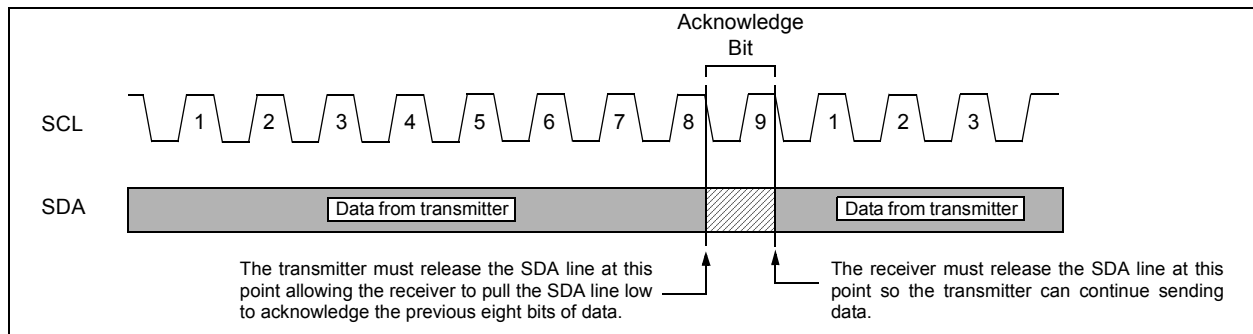 Acknowledge
Bit
SCL
1 2 3 4 5 6 7 8 9 1 2 3
SDA
Data from transmitter
Data from transmitter
The transmitter must release the SDA line at this
point allowing the receiver to pull the SDA line low
to acknowledge the previous eight bits of data.
The receiver must release the SDA line at this
point so the transmitter can continue sending
data.